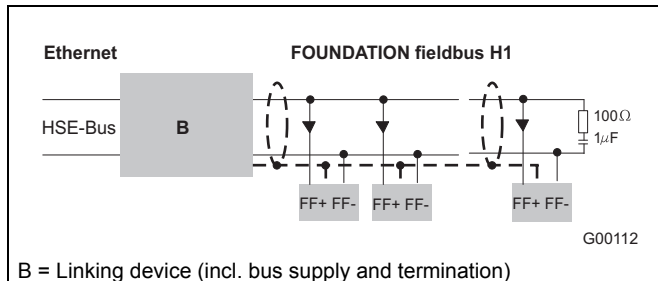 Ethernet FOUNDATION fieldbus H1
HSE-Bus B
100Ω
1µF
FF+ FF- FF+ FF- FF+ FF-
G00112
B = Linking device (incl. bus supply and termination)